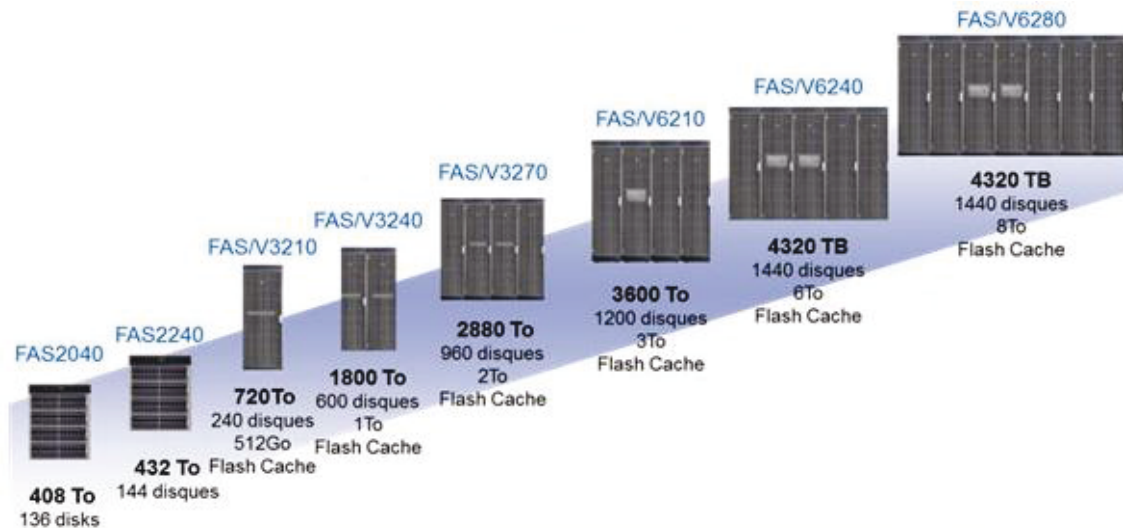 FAS2040
408 To
136 disks
FAS2240
432 To
144 disques
FAS/V3210
720To
240 disques
512Go
Flash Cache
FAS/V3240
1800 To
600 disques
1To
Flash Cache
FAS/V3270
2880 To
960 disques
2To
Flash Cache
FAS/V6210
3600 To
1200 disques
3To
Flash Cache
FAS/V6240
4320 TB
1440 disques
6To
Flash Cache
FAS/V6280
4320 TB
1440 disques
8To
Flash Cache